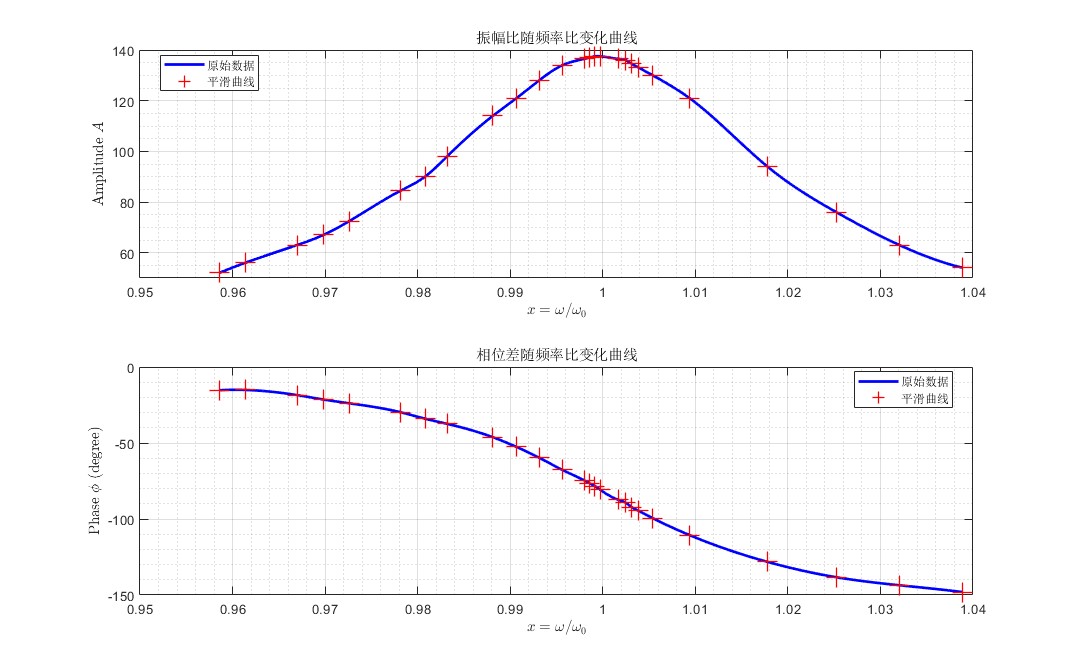 振幅比随频率比变化曲线
原始数据
平滑曲线
Amplitude A
140
120
100
80
60
0.95 0.96 0.97 0.98 0.99 1 1.01 1.02 1.03 1.04
x = ω/ω₀
相位差随频率比变化曲线
原始数据
平滑曲线
Phase ϕ (degree)
0
-50
-100
-150
0.95 0.96 0.97 0.98 0.99 1 1.01 1.02 1.03 1.04
x = ω/ω₀